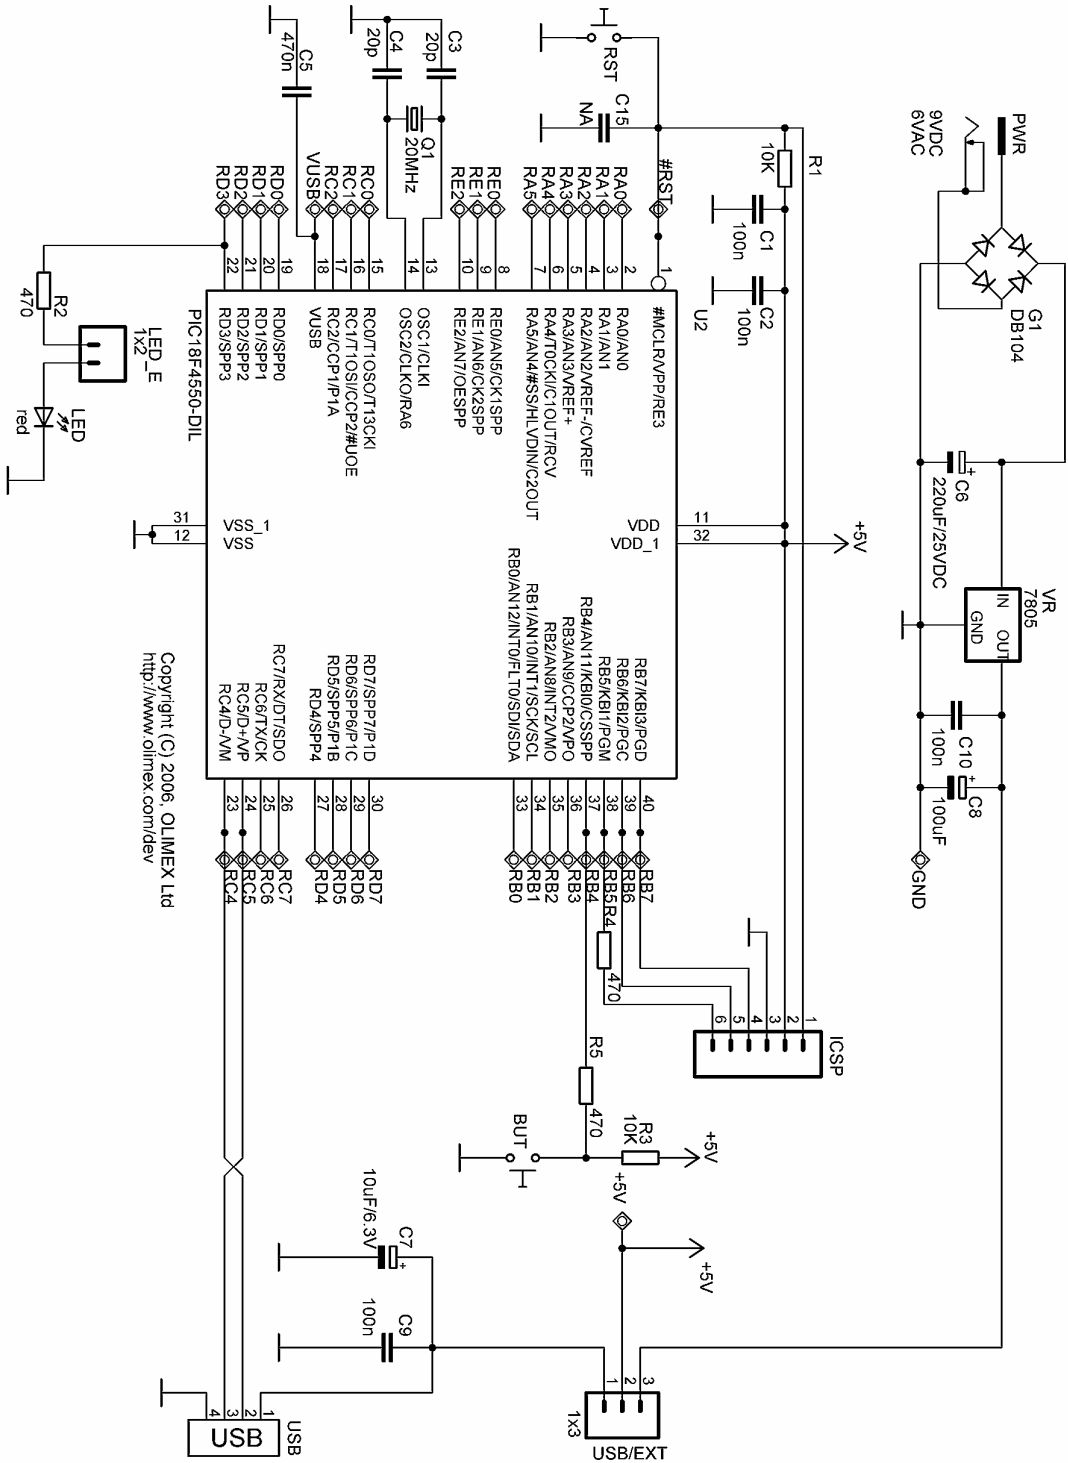 PWR
9VDC
6VAC
G1
DB104
C6
220uF/25VDC
+
VR
7805
IN
GND
OUT
C10
100n
C8
100uF
+
GND
RST
C15
NA
R1
10K
#RST
C1
100n
C2
100n
U2
+5V
C3
20p
C4
20p
Q1
20MHz
C5
470n
RA0
RA1
RA2
RA3
RA4
RA5
RE0
RE1
RE2
RC0
RC1
RC2
VUSB
RD0
RD1
RD2
RD3
1
2
3
4
5
6
7
8
9
10
13
14
15
16
17
18
19
20
21
22
#MCLR/VPP/RE3
RA0/AN0
RA1/AN1
RA2/AN2/VREF-/CVREF
RA3/AN3/VREF+
RA4/T0CKI/C1OUT/RCV
RA5/AN4/#SS/HLVDIN/C2OUT
RE0/AN5/CK1SPP
RE1/AN6/CK2SPP
RE2/AN7/OESPP
OSC1/CLKI
OSC2/CLKO/RA6
RC0/T1OSO/T13CKI
RC1/T1OSI/CCP2/#UOE
RC2/CCP1/P1A
VUSB
RD0/SPP0
RD1/SPP1
RD2/SPP2
RD3/SPP3
PIC18F4550-DIL
R2
470
LED_E
1x2
LED
red
11
VDD
32
VDD_1
31
VSS_1
12
VSS
RB7/KBI3/PGD
RB6/KBI2/PGC
RB5/KBI1/PGM
RB4/AN11/KBI0/CSSPP
RB3/AN9/CCP2/VPO
RB2/AN8/INT2/VMO
RB1/AN10/INT1/SCK/SCL
RB0/AN12/INT0/FLT0/SDI/SDA
RD7/SPP7/P1D
RD6/SPP6/P1C
RD5/SPP5/P1B
RD4/SPP4
RC7/RX/DT/SDO
RC6/TX/CK
RC5/D+/VP
RC4/D-/VM
40
39
38
37
36
35
34
33
30
29
28
27
26
25
24
23
RB7
RB6
RB5
RB4
RB3
RB2
RB1
RB0
RD7
RD6
RD5
RD4
RC7
RC6
RC5
RC4
Copyright (C) 2006, OLIMEX Ltd
http://www.olimex.com/dev
R4
470
ICSP
1
2
3
4
5
6
R5
470
R3
10K
+5V
BUT
+5V
+5V
C7
10uF/6.3V
+
C9
100n
USB/EXT
1x3
1
2
3
USB
USB
1
2
3
4